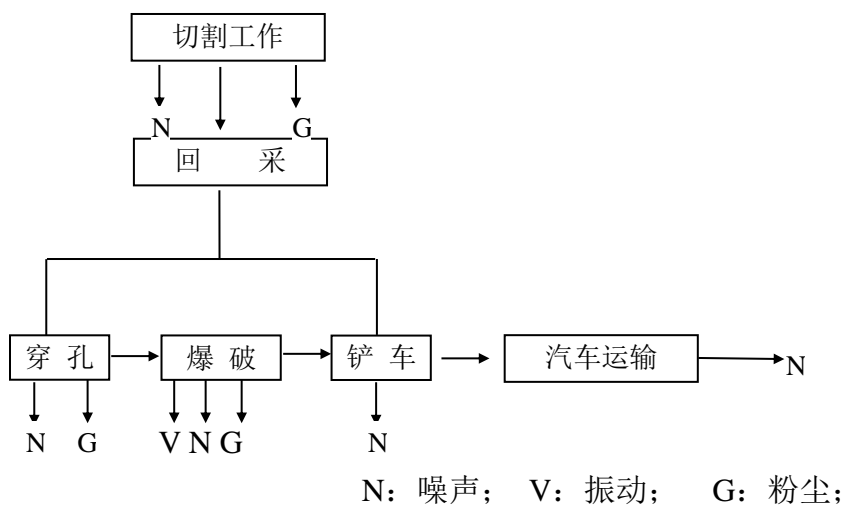 切割工作
N G
回 采
穿 孔 爆 破 铲 车 汽车运输 N
N G V N G N
N：噪声； V：振动； G：粉尘；